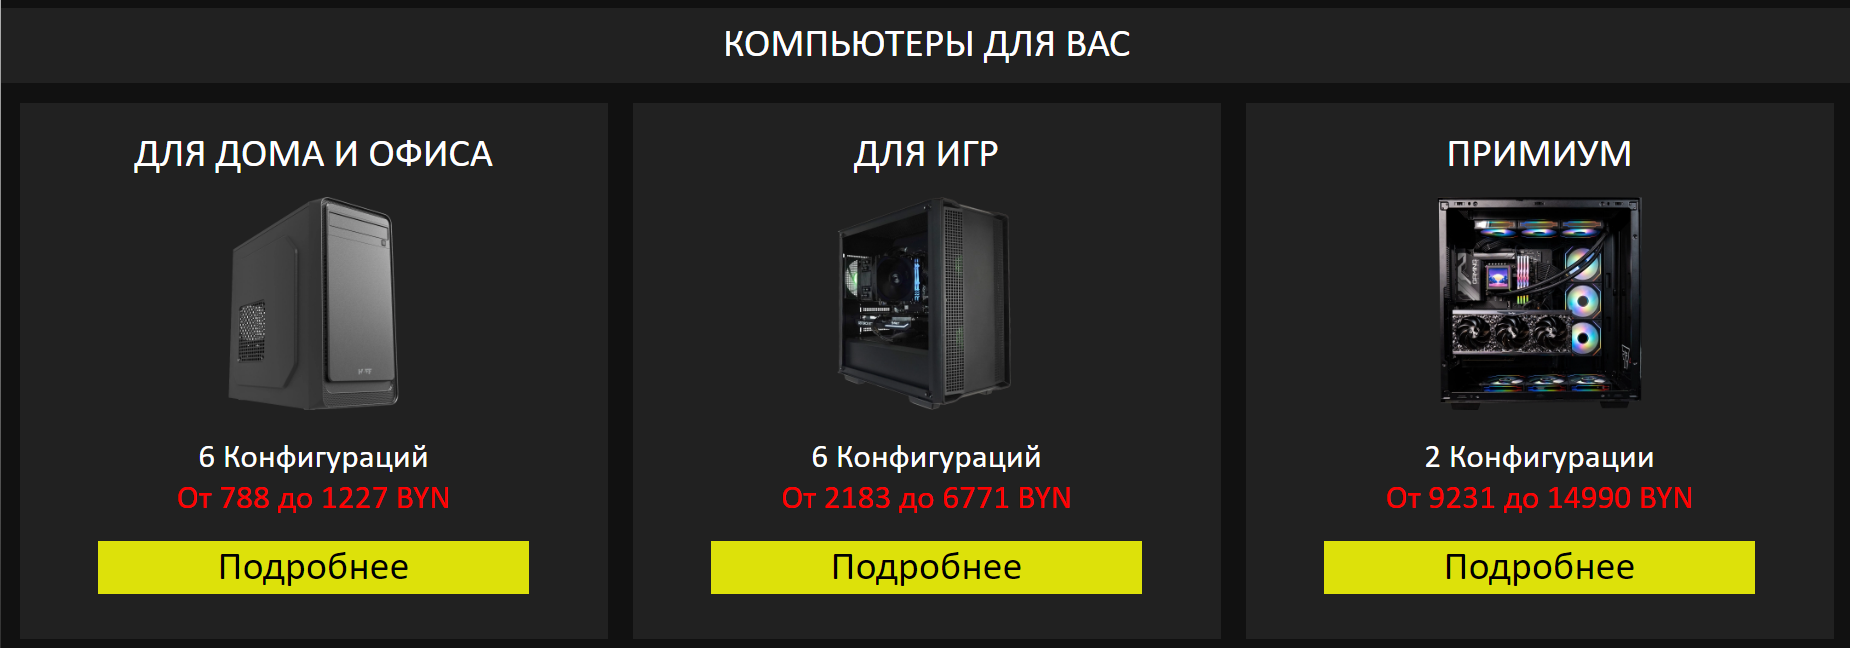 КОМПЬЮТЕРЫ ДЛЯ ВАС
ДЛЯ ДОМА И ОФИСА
6 Конфигураций
От 788 до 1227 BYN
Подробнее
ДЛЯ ИГР
6 Конфигураций
От 2183 до 6771 BYN
Подробнее
ПРИМИУМ
GAMING
2 Конфигурации
От 9231 до 14990 BYN
Подробнее